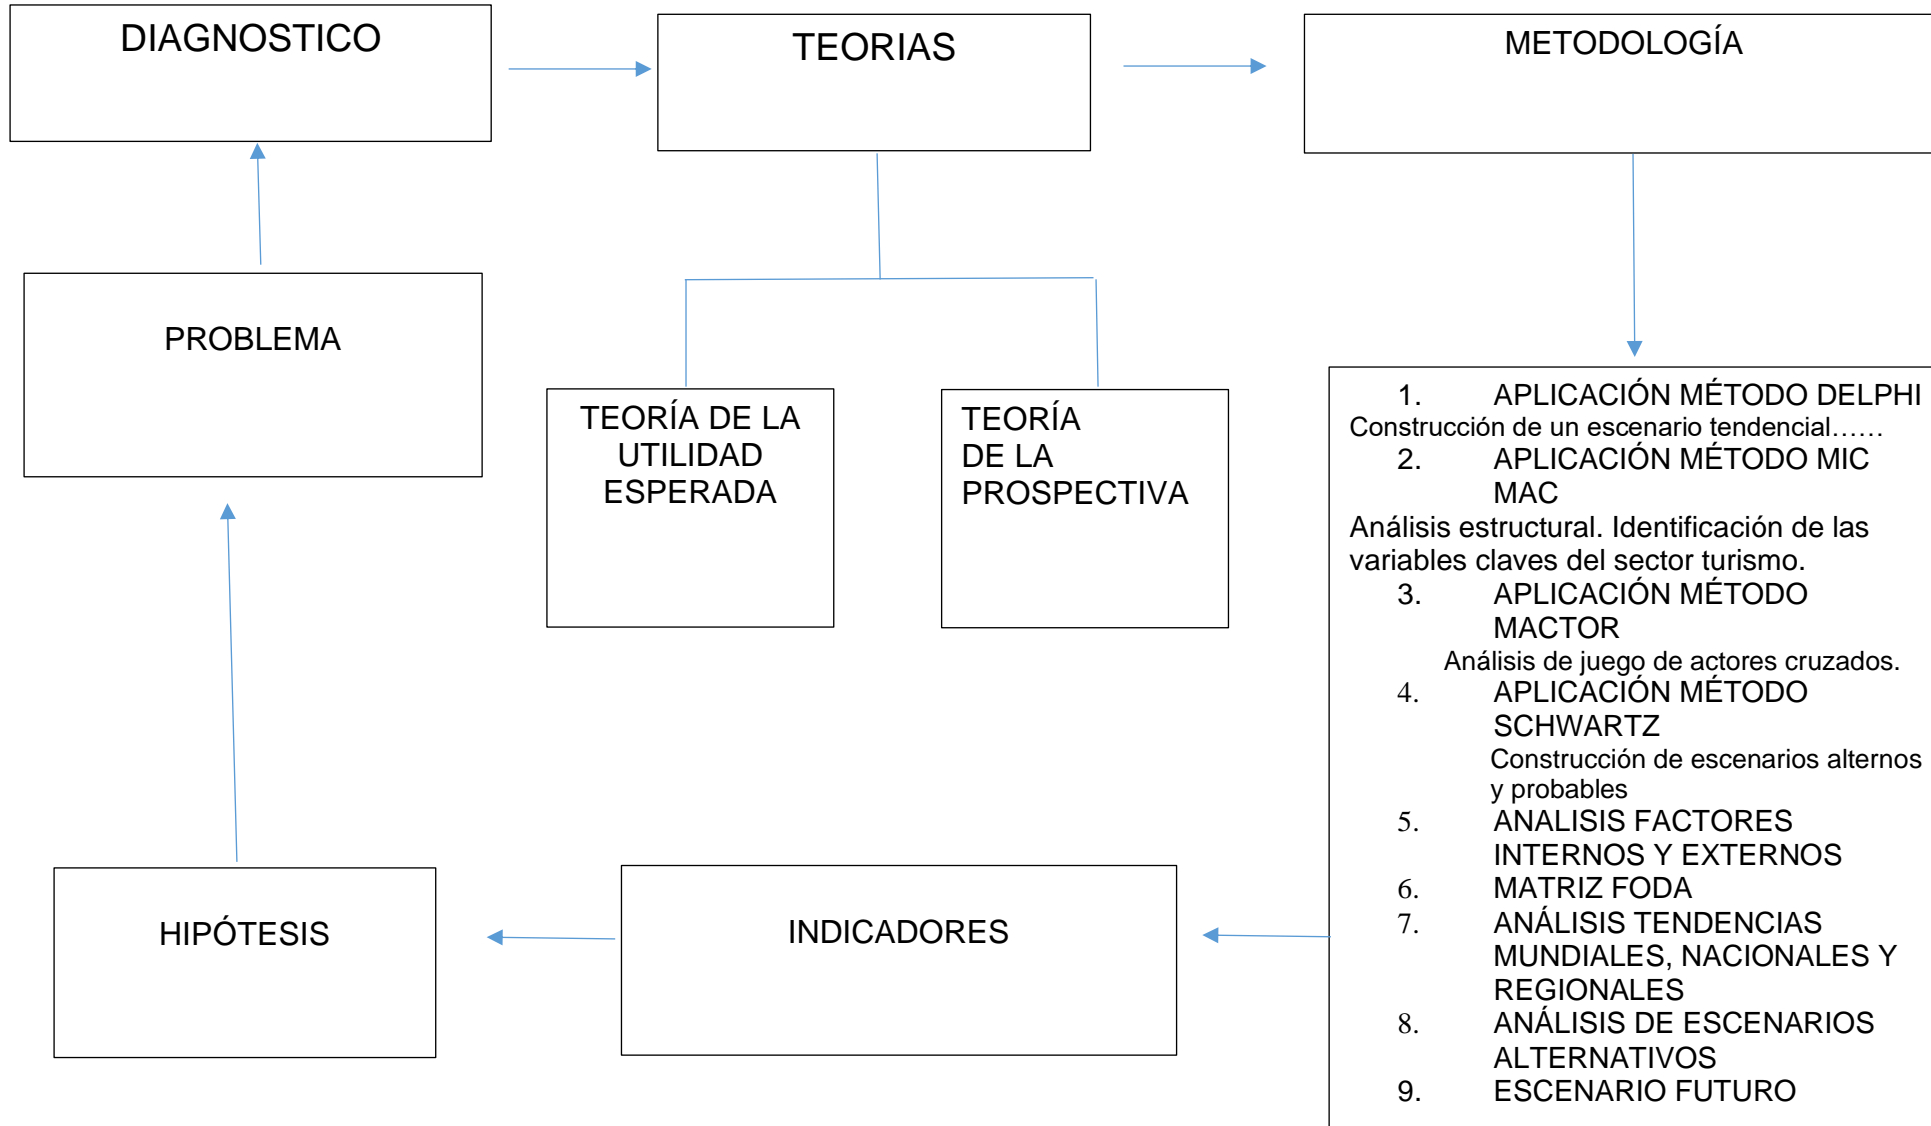 DIAGNOSTICO
TEORIAS
METODOLOGÍA
PROBLEMA
TEORÍA DE LA
UTILIDAD
ESPERADA
TEORÍA
DE LA
PROSPECTIVA
1. APLICACIÓN MÉTODO DELPHI
Construcción de un escenario tendencial……
2. APLICACIÓN MÉTODO MIC
MAC
Análisis estructural. Identificación de las
variables claves del sector turismo.
3. APLICACIÓN MÉTODO
MACTOR
Análisis de juego de actores cruzados.
4. APLICACIÓN MÉTODO
SCHWARTZ
Construcción de escenarios alternos
y probables
5. ANALISIS FACTORES
INTERNOS Y EXTERNOS
6. MATRIZ FODA
7. ANÁLISIS TENDENCIAS
MUNDIALES, NACIONALES Y
REGIONALES
8. ANÁLISIS DE ESCENARIOS
ALTERNATIVOS
9. ESCENARIO FUTURO
HIPÓTESIS
INDICADORES